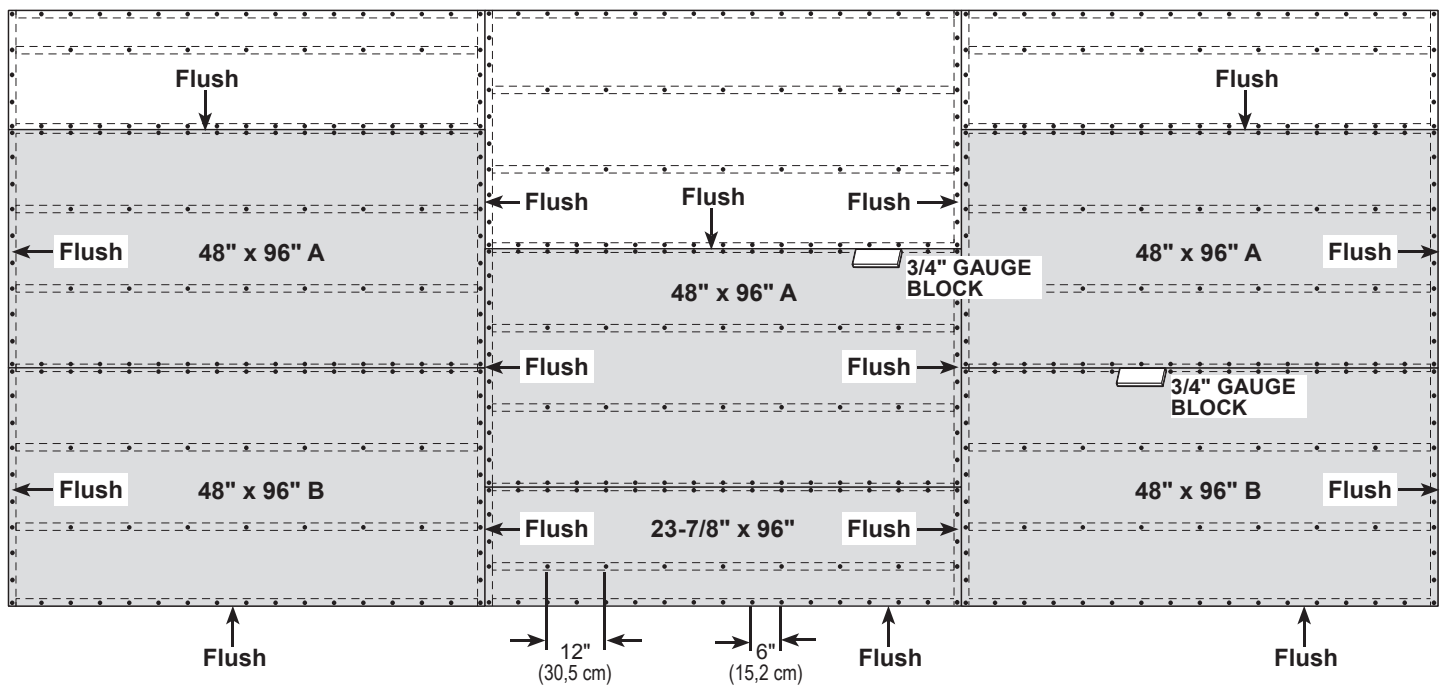 Flush
Flush
Flush
Flush
Flush
Flush
48" x 96" A
48" x 96" A
Flush
3/4" GAUGE
BLOCK
48" x 96" A
Flush
Flush
3/4" GAUGE
BLOCK
Flush
48" x 96" B
48" x 96" B
Flush
Flush
23-7/8" x 96"
Flush
Flush
12"
(30,5 cm)
6"
(15,2 cm)
Flush
Flush